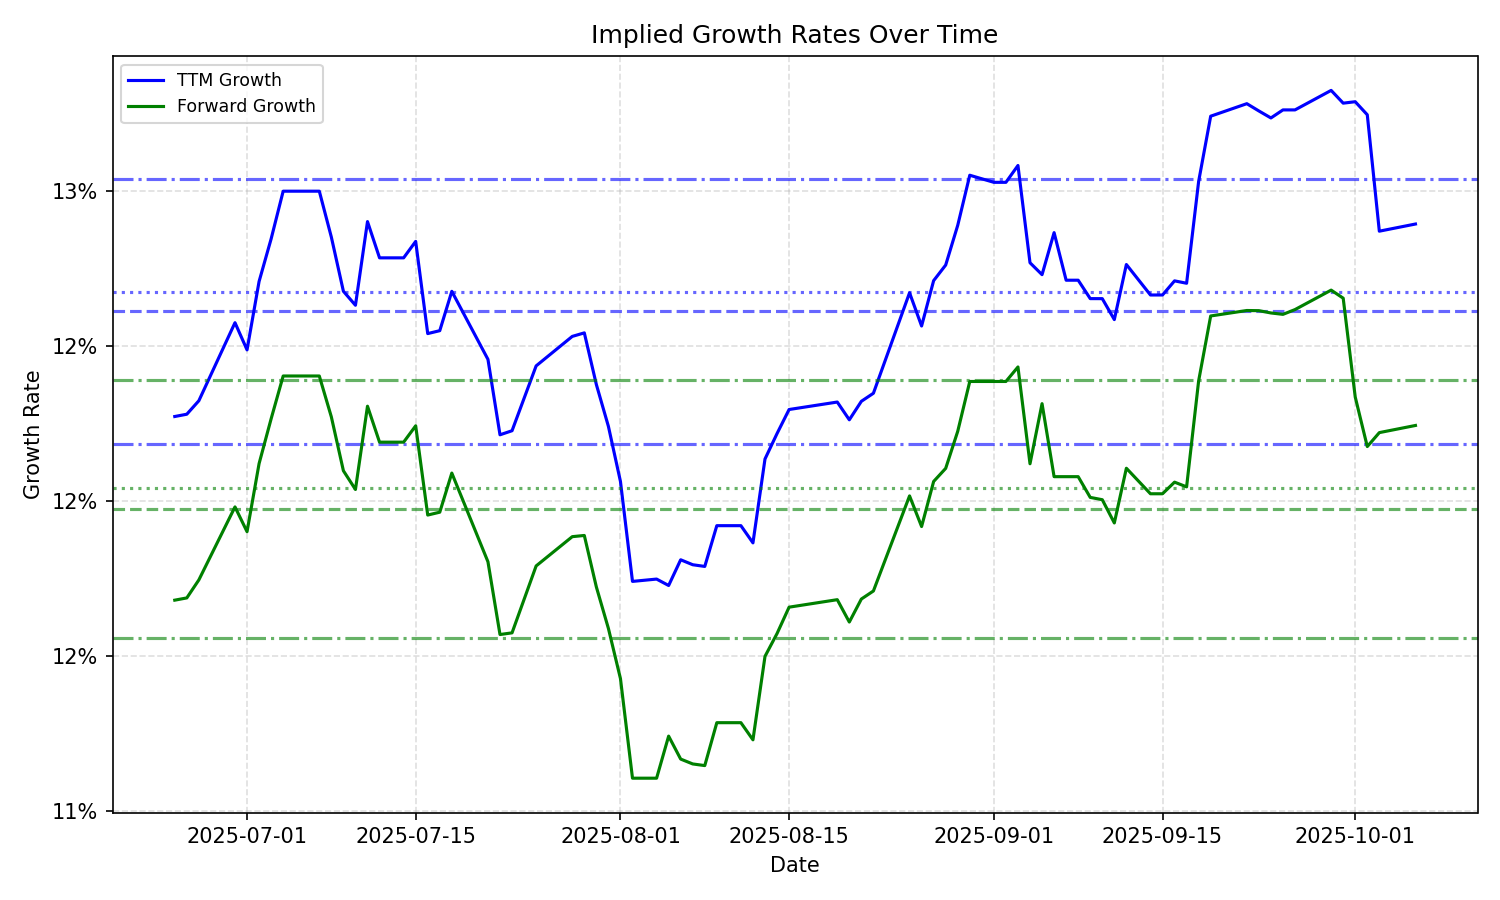 Implied Growth Rates Over Time
TTM Growth
Forward Growth
13%
12%
12%
12%
11%
Growth Rate
2025-07-01
2025-07-15
2025-08-01
2025-08-15
2025-09-01
2025-09-15
2025-10-01
Date